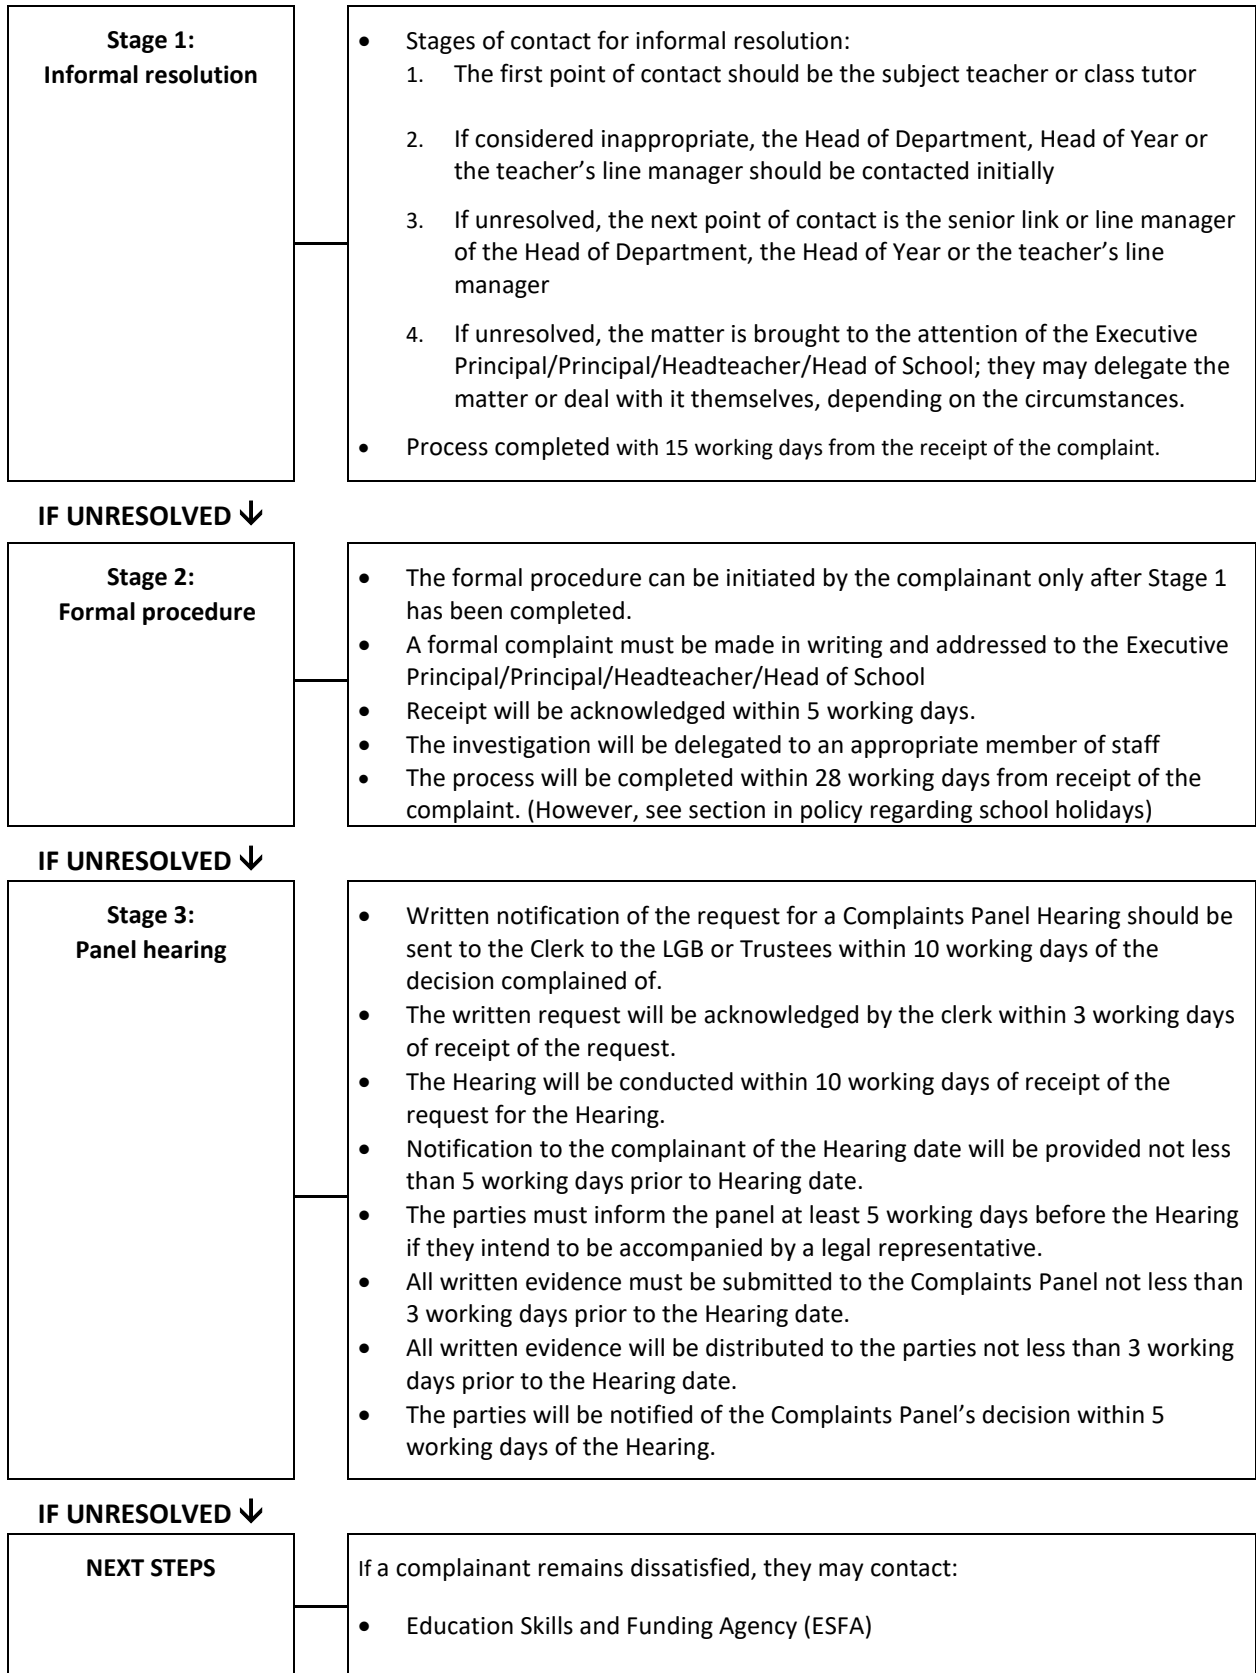 Stage 1:
Informal resolution
• Stages of contact for informal resolution:
1. The first point of contact should be the subject teacher or class tutor
2. If considered inappropriate, the Head of Department, Head of Year or
the teacher’s line manager should be contacted initially
3. If unresolved, the next point of contact is the senior link or line manager
of the Head of Department, the Head of Year or the teacher’s line
manager
4. If unresolved, the matter is brought to the attention of the Executive
Principal/Principal/Headteacher/Head of School; they may delegate the
matter or deal with it themselves, depending on the circumstances.
• Process completed with 15 working days from the receipt of the complaint.
IF UNRESOLVED ↓
Stage 2:
Formal procedure
• The formal procedure can be initiated by the complainant only after Stage 1
has been completed.
• A formal complaint must be made in writing and addressed to the Executive
Principal/Principal/Headteacher/Head of School
• Receipt will be acknowledged within 5 working days.
• The investigation will be delegated to an appropriate member of staff
• The process will be completed within 28 working days from receipt of the
complaint. (However, see section in policy regarding school holidays)
IF UNRESOLVED ↓
Stage 3:
Panel hearing
• Written notification of the request for a Complaints Panel Hearing should be
sent to the Clerk to the LGB or Trustees within 10 working days of the
decision complained of.
• The written request will be acknowledged by the clerk within 3 working days
of receipt of the request.
• The Hearing will be conducted within 10 working days of receipt of the
request for the Hearing.
• Notification to the complainant of the Hearing date will be provided not less
than 5 working days prior to Hearing date.
• The parties must inform the panel at least 5 working days before the Hearing
if they intend to be accompanied by a legal representative.
• All written evidence must be submitted to the Complaints Panel not less than
3 working days prior to the Hearing date.
• All written evidence will be distributed to the parties not less than 3 working
days prior to the Hearing date.
• The parties will be notified of the Complaints Panel’s decision within 5
working days of the Hearing.
IF UNRESOLVED ↓
NEXT STEPS
If a complainant remains dissatisfied, they may contact:
• Education Skills and Funding Agency (ESFA)